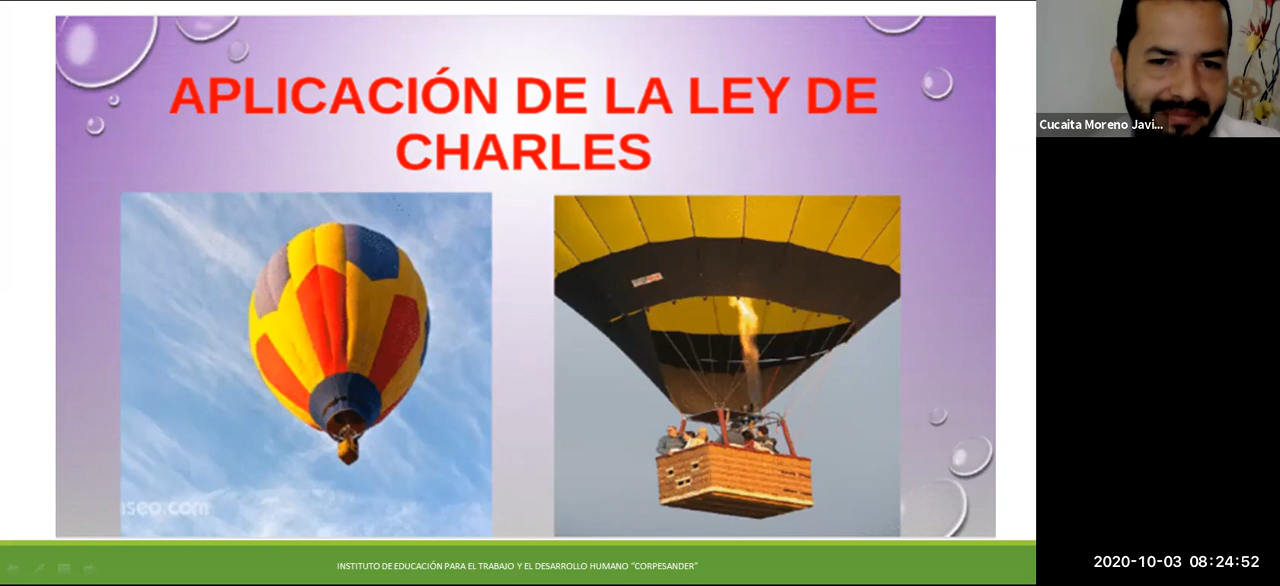 APLICACIÓN DE LA LEY DE
CHARLES
Cucaita Moreno Javi...
seo.com
INSTITUTO DE EDUCACIÓN PARA EL TRABAJO Y EL DESARROLLO HUMANO “CORPESANDER”
2020-10-03 08:24:52